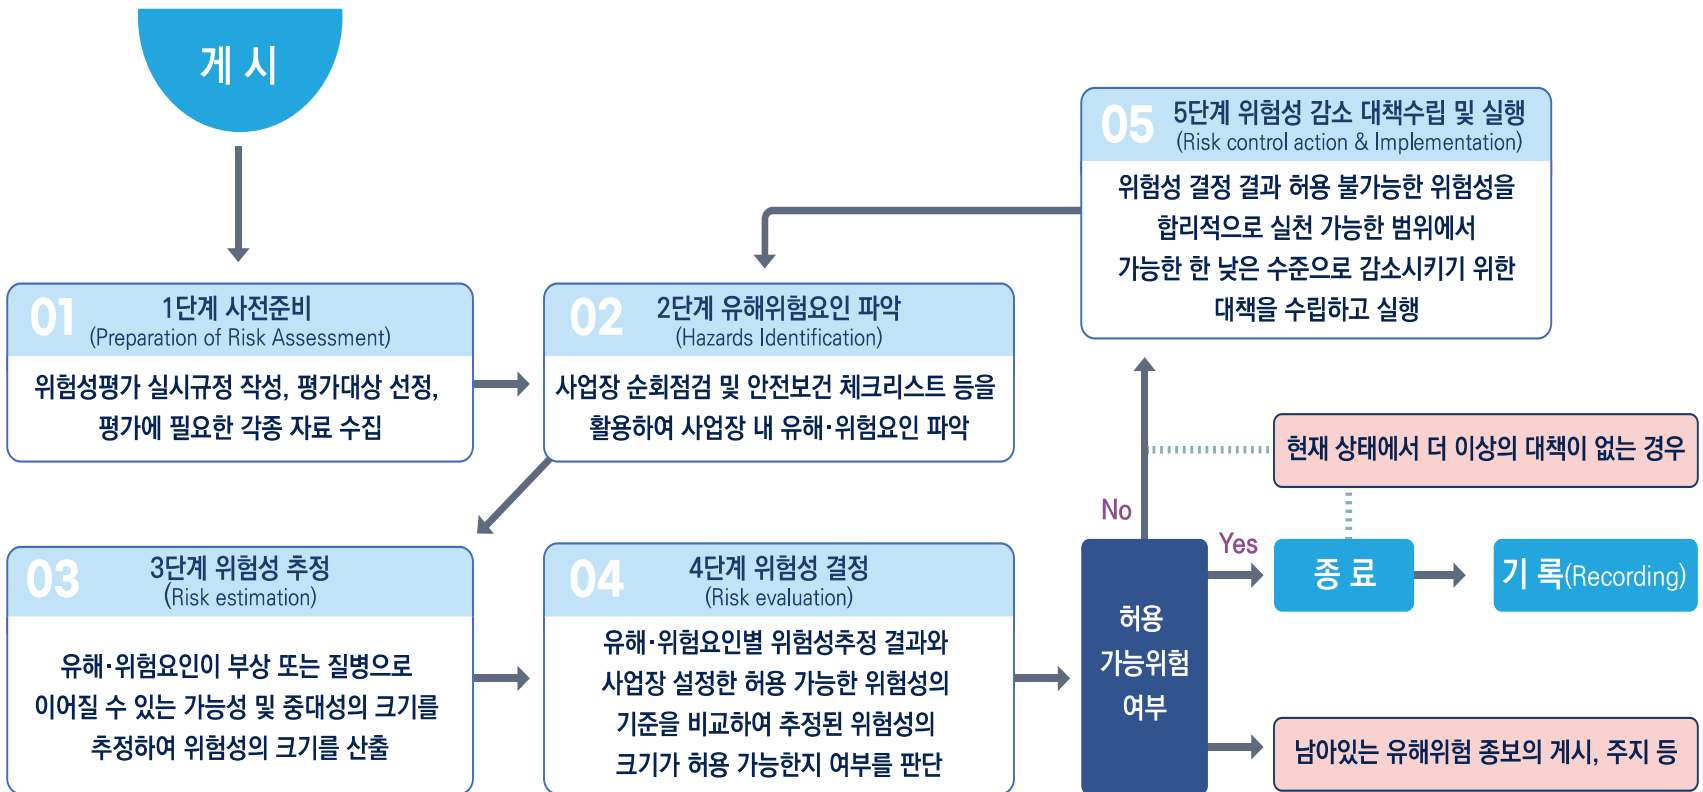 게 시
01
1단계 사전준비
(Preparation of Risk Assessment)
위험성평가 실시규정 작성, 평가대상 선정,
평가에 필요한 각종 자료 수집
02
2단계 유해위험요인 파악
(Hazards Identification)
사업장 순회점검 및 안전보건 체크리스트 등을
활용하여 사업장 내 유해·위험요인 파악
03
3단계 위험성 추정
(Risk estimation)
유해·위험요인이 부상 또는 질병으로
이어질 수 있는 가능성 및 중대성의 크기를
추정하여 위험성의 크기를 산출
04
4단계 위험성 결정
(Risk evaluation)
유해·위험요인별 위험성추정 결과와
사업장 설정한 허용 가능한 위험성의
기준을 비교하여 추정된 위험성의
크기가 허용 가능한지 여부를 판단
허용
가능위험
여부
No
Yes
05
5단계 위험성 감소 대책수립 및 실행
(Risk control action & Implementation)
위험성 결정 결과 허용 불가능한 위험성을
합리적으로 실천 가능한 범위에서
가능한 한 낮은 수준으로 감소시키기 위한
대책을 수립하고 실행
현재 상태에서 더 이상의 대책이 없는 경우
종 료
기 록(Recording)
남아있는 유해위험 종보의 게시, 주지 등